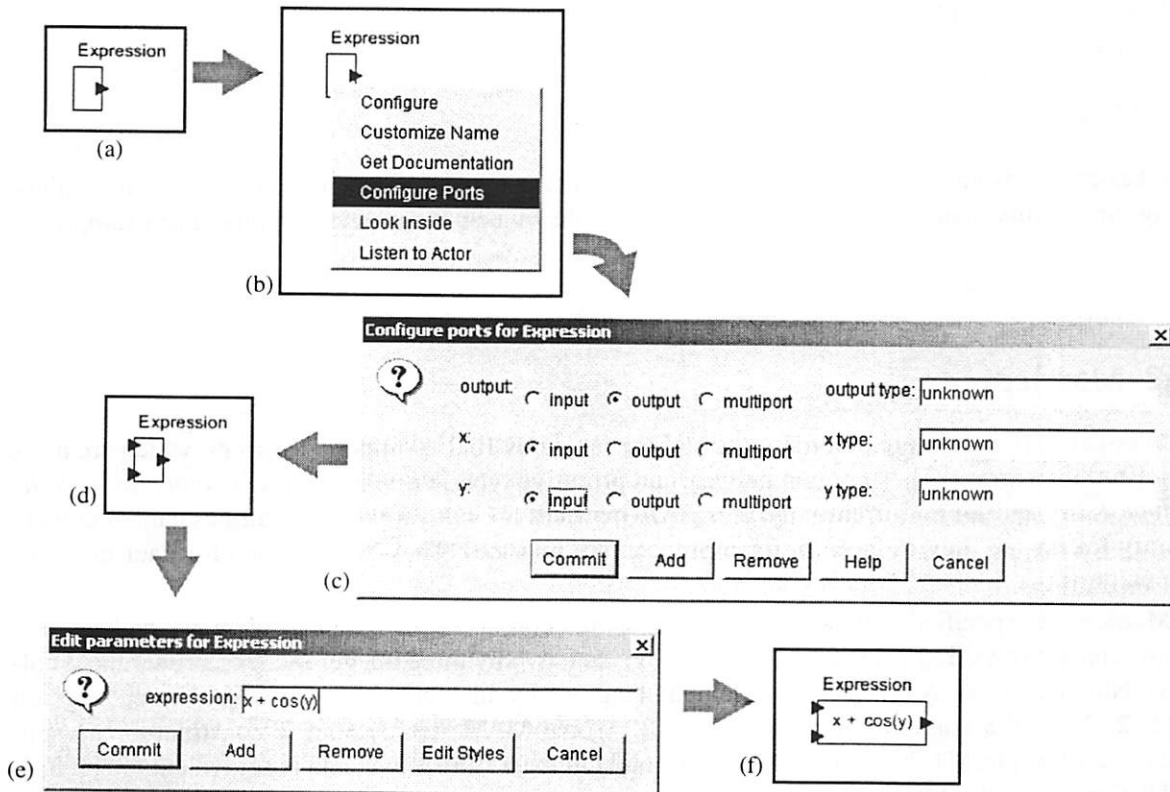 Expression
(a)
Expression
Configure
Customize Name
Get Documentation
Configure Ports
Look Inside
Listen to Actor
(b)
Configure ports for Expression
output: input output multiport output type: unknown
x: input output multiport x type: unknown
y: input output multiport y type: unknown
Commit Add Remove Help Cancel
(c)
Expression
(d)
Edit parameters for Expression
expression: x + cos(y)
Commit Add Remove Edit Styles Cancel
(e)
Expression
x + cos(y)
(f)